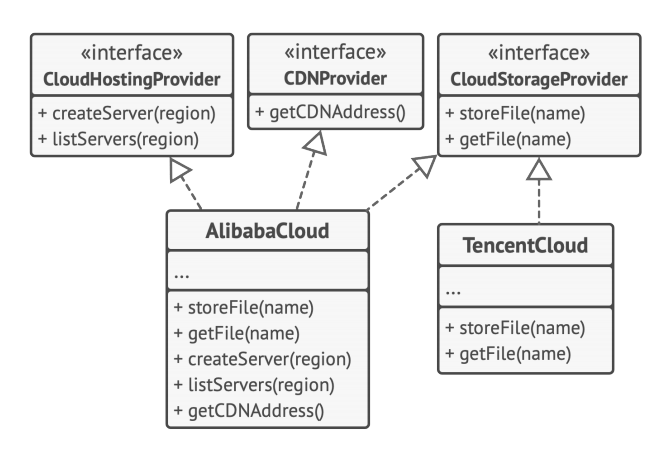 «interface»
CloudHostingProvider
+ createServer(region)
+ listServers(region)
«interface»
CDNProvider
+ getCDNAddress()
«interface»
CloudStorageProvider
+ storeFile(name)
+ getFile(name)
AlibabaCloud
...
+ storeFile(name)
+ getFile(name)
+ createServer(region)
+ listServers(region)
+ getCDNAddress()
TencentCloud
...
+ storeFile(name)
+ getFile(name)